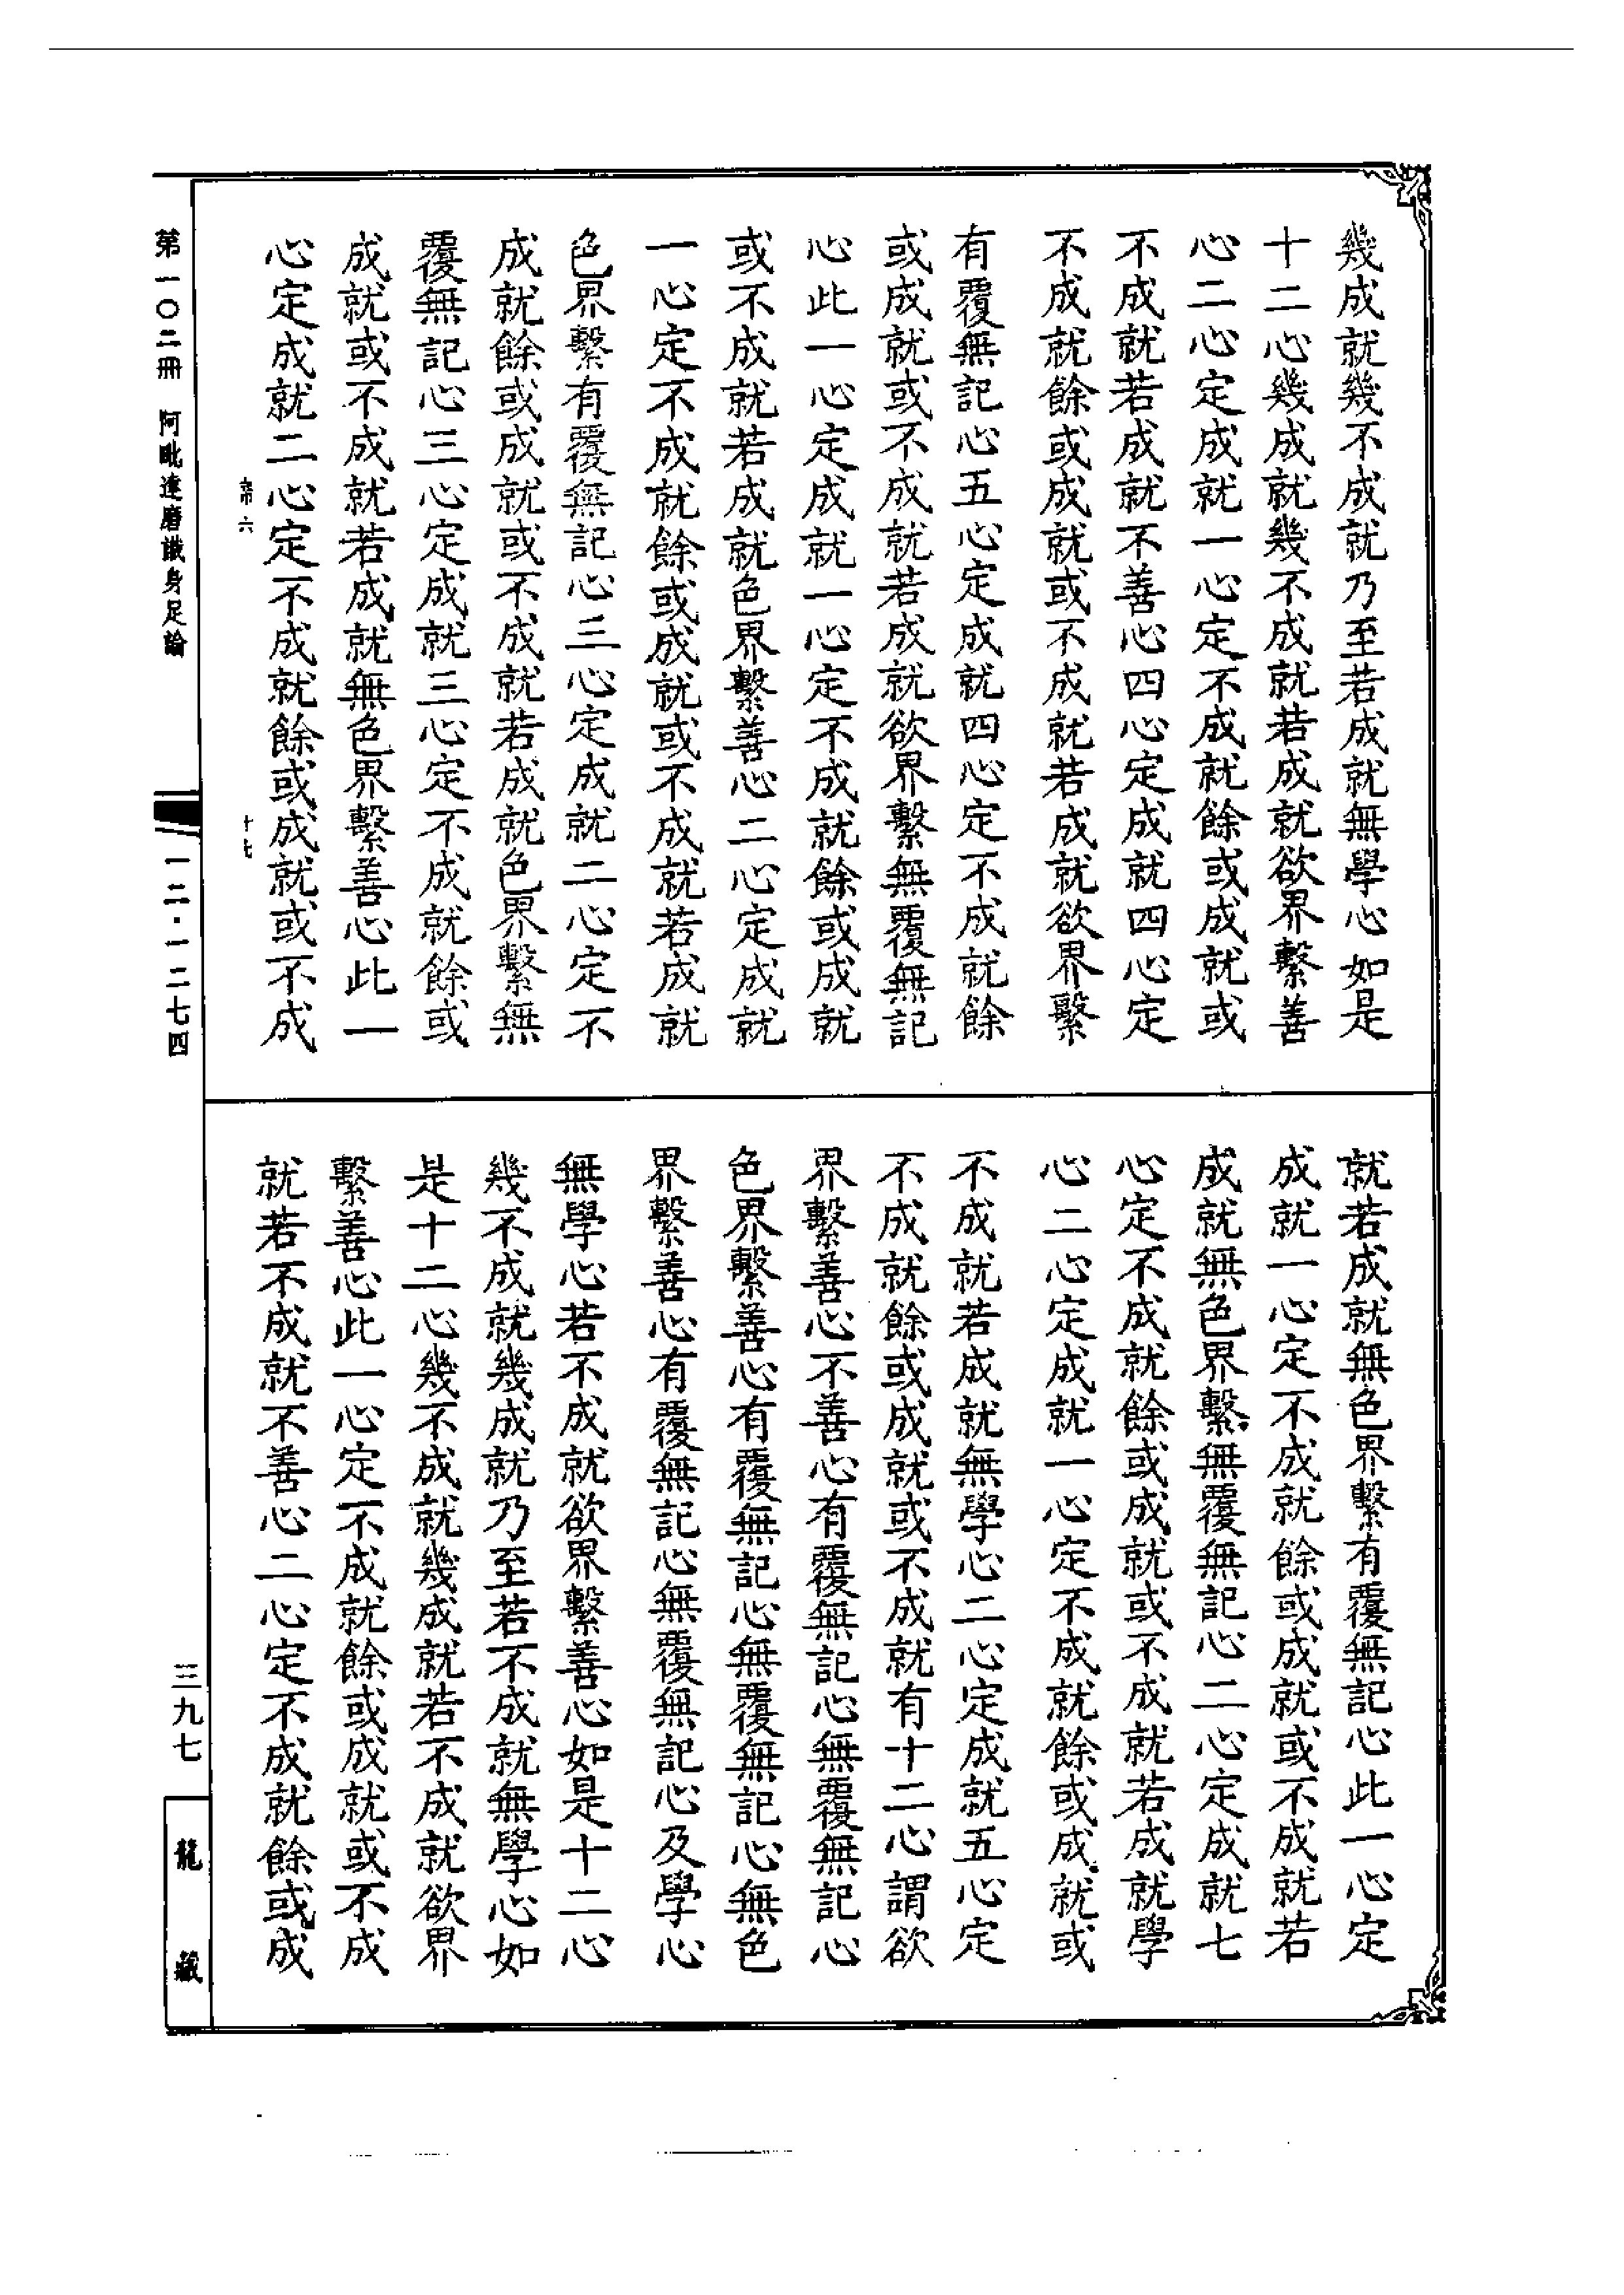 幾成就幾不成就乃至若成就無學心如是
十二心幾成就幾不成就若成就欲界繫善
心二心定成就一心定不成就餘或成就或
不成就若成就不善心四心定成就四心定
不成就餘或成就或不成就若成就欲界繫
有覆無記心五心定成就四心定不成就餘
或成就或不成就若成就欲界繫無覆無記
心此一心定成就一心定不成就餘或成就
或不成就若成就色界繫善心二心定成就
一心定不成就餘或成就或不成就若成就
色界繫有覆無記心三心定成就二心定不
成就餘或成就或不成就若成就色界繫無
覆無記心三心定成就三心定不成就餘或
成就或不成就若成就無色界繫善心此一
心定成就二心定不成就餘或成就或不成
就若成就無色界繫有覆無記心此一心定
成就一心定不成就餘或成就或不成就若
成就無色界繫無覆無記心二心定成就七
心定不成就餘或成就或不成就若成就學
心二心定成就一心定不成就餘或成就或
不成就若成就無學心二心定成就五心定
不成就餘或成就或不成就有十二心謂欲
界繫善心不善心有覆無記心無覆無記心
色界繫善心有覆無記心無覆無記心無色
界繫善心有覆無記心無覆無記心及學心
無學心若不成就欲界繫善心如是十二心
幾不成就幾成就乃至若不成就無學心如
是十二心幾不成就幾成就若不成就欲界
繫善心此一心定不成就餘或成就或不成
就若不成就不善心二心定不成就餘或成
第一〇二冊 阿毗達磨識身足論
一二·一二七四
三九七
龍藏